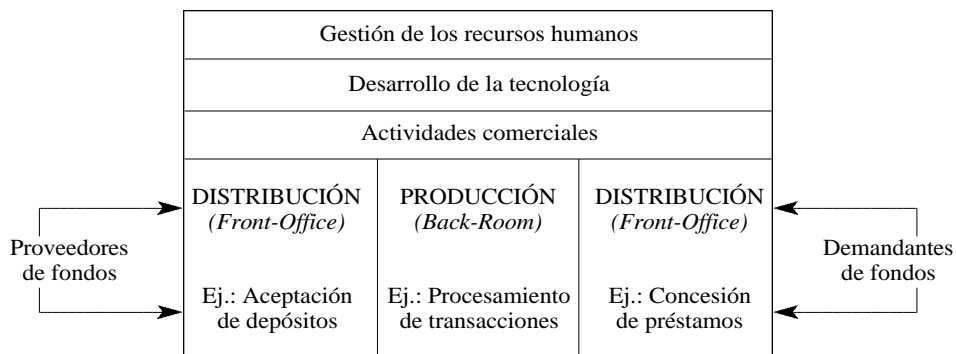 Gestión de los recursos humanos
Desarrollo de la tecnología
Actividades comerciales
Proveedores
de fondos
DISTRIBUCIÓN
(Front-Office)
Ej.: Aceptación
de depósitos
PRODUCCIÓN
(Back-Room)
Ej.: Procesamiento
de transacciones
DISTRIBUCIÓN
(Front-Office)
Ej.: Concesión
de préstamos
Demandantes
de fondos